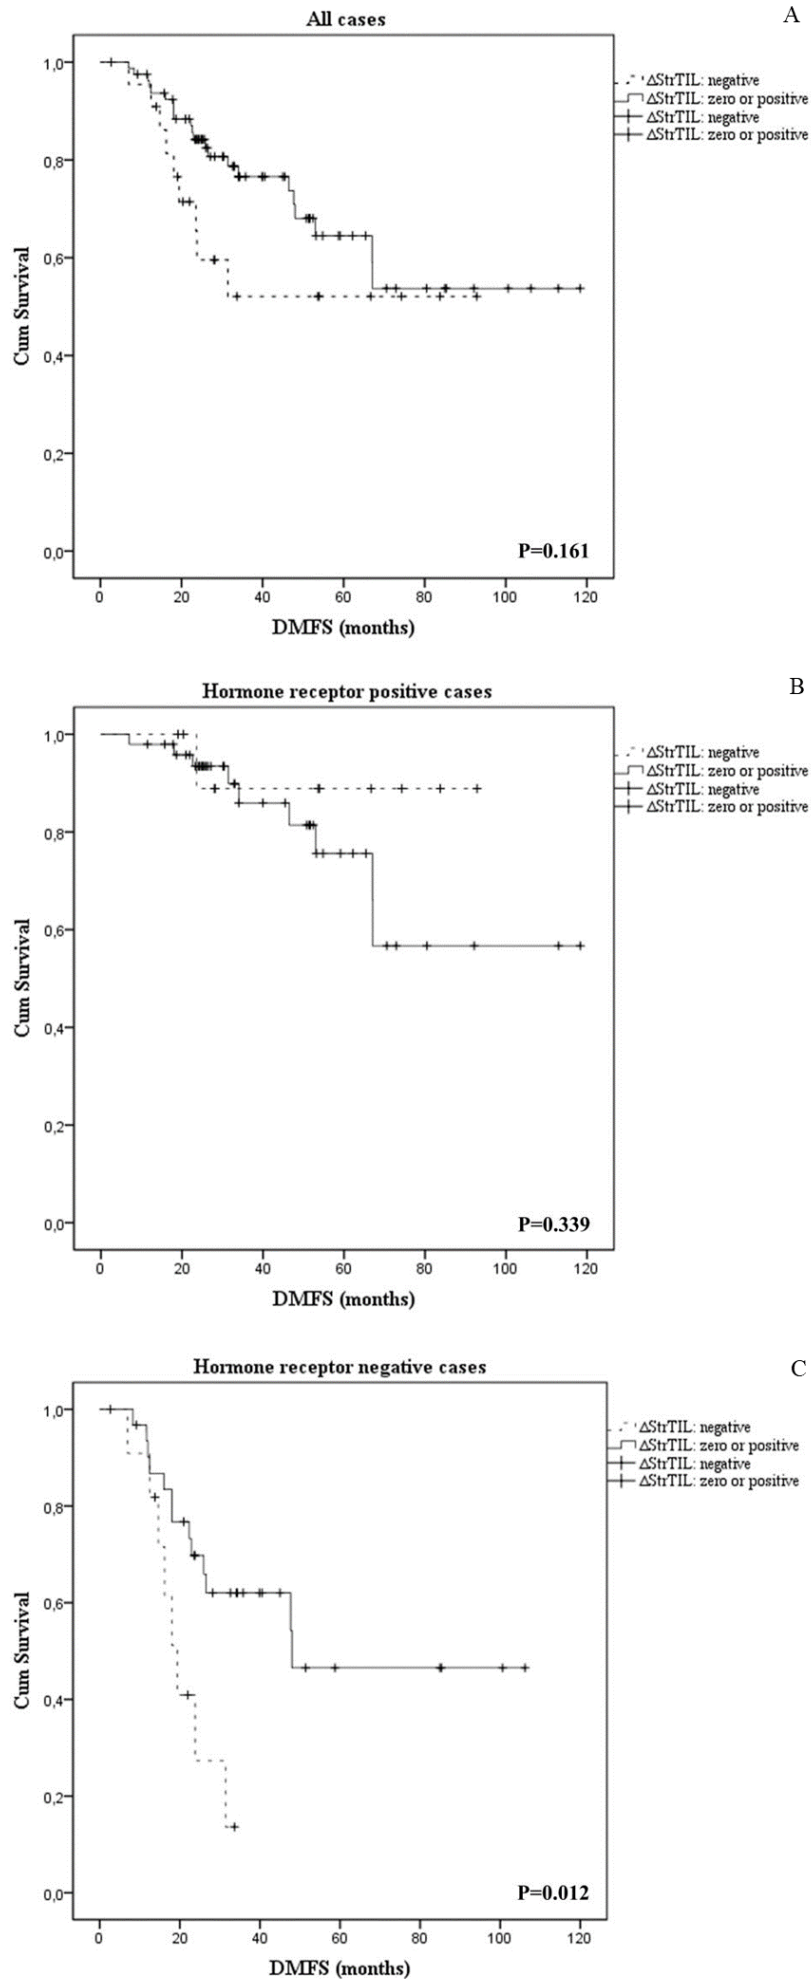 All cases
A
1,0
0,8
0,6
0,4
0,2
0,0
Cum Survival
ΔStrTIL: negative
ΔStrTIL: zero or positive
ΔStrTIL: negative
ΔStrTIL: zero or positive
P=0.161
0 20 40 60 80 100 120
DMFS (months)
Hormone receptor positive cases
B
1,0
0,8
0,6
0,4
0,2
0,0
Cum Survival
ΔStrTIL: negative
ΔStrTIL: zero or positive
ΔStrTIL: negative
ΔStrTIL: zero or positive
P=0.339
0 20 40 60 80 100 120
DMFS (months)
Hormone receptor negative cases
C
1,0
0,8
0,6
0,4
0,2
0,0
Cum Survival
ΔStrTIL: negative
ΔStrTIL: zero or positive
ΔStrTIL: negative
ΔStrTIL: zero or positive
P=0.012
0 20 40 60 80 100 120
DMFS (months)